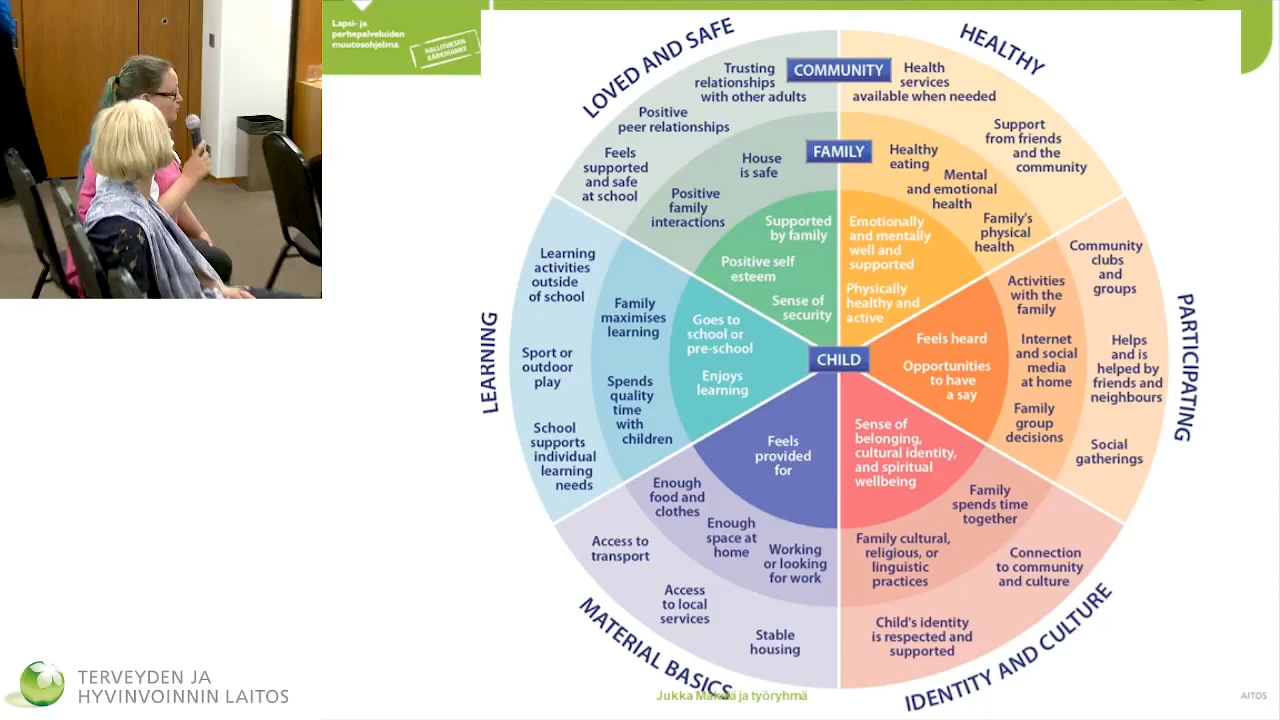 Lapsi- ja
perhepalveluiden
muutosohjelma
HALLITUKSEN
KÄRKIHANKE
LOVED AND SAFE
HEALTHY
PARTICIPATING
IDENTITY AND CULTURE
MATERIAL BASICS
LEARNING
COMMUNITY
FAMILY
CHILD
Trusting
relationships
with other adults
Positive
peer relationships
Feels
supported
and safe
at school
House
is safe
Positive
family
interactions
Supported
by family
Positive self
esteem
Sense of
security
Health
services
available when needed
Support
from friends
and the
community
Healthy
eating
Mental
and emotional
health
Family's
physical
health
Emotionally
and mentally
well and
supported
Physically
healthy and
active
Community
clubs
and
groups
Helps
and is
helped by
friends and
neighbours
Social
gatherings
Activities
with the
family
Internet
and social
media
at home
Family
group
decisions
Feels heard
Opportunities
to have
a say
Sense of
belonging,
cultural identity,
and spiritual
wellbeing
Family
spends time
together
Family cultural,
religious, or
linguistic
practices
Connection
to community
and culture
Child's identity
is respected and
supported
Feels
provided
for
Enough
food and
clothes
Enough
space at
home
Working
or looking
for work
Access to
transport
Access
to local
services
Stable
housing
Goes to
school or
pre-school
Enjoys
learning
Family
maximises
learning
Spends
quality
time
with
children
Learning
activities
outside
of school
Sport or
outdoor
play
School
supports
individual
learning
needs
TERVEYDEN JA
HYVINVOINNIN LAITOS
Jukka Mäkelä ja työryhmä
AITOS